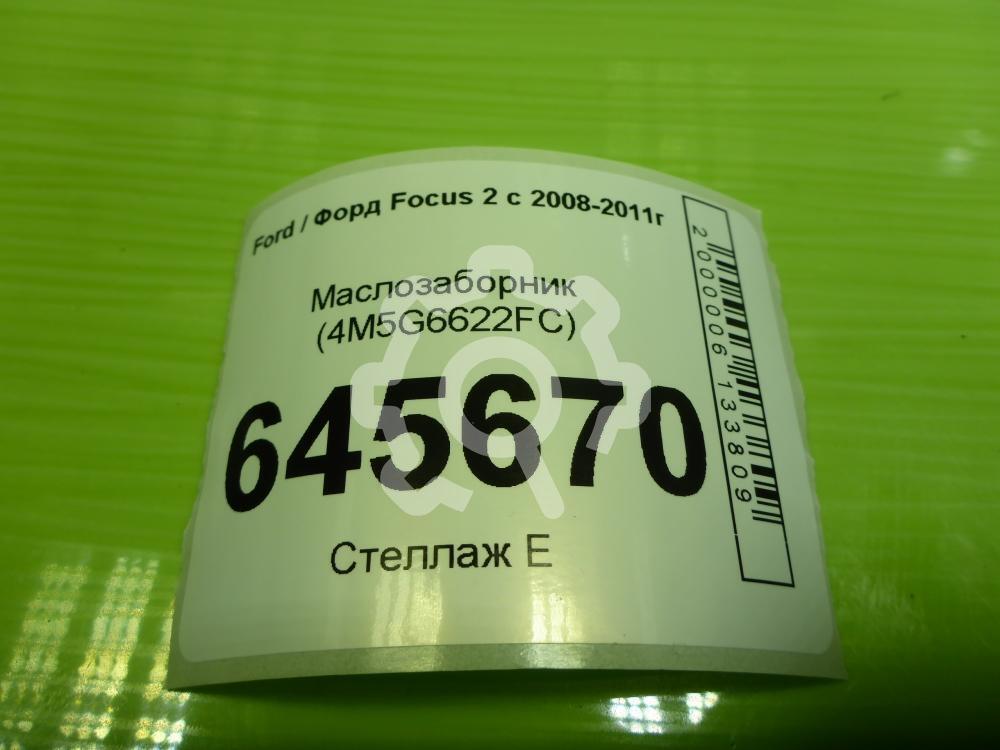 Ford / Форд Focus 2 с 2008-2011г
Маслозаборник
(4M5G6622FC)
645670
Стеллаж Е
2000006133809